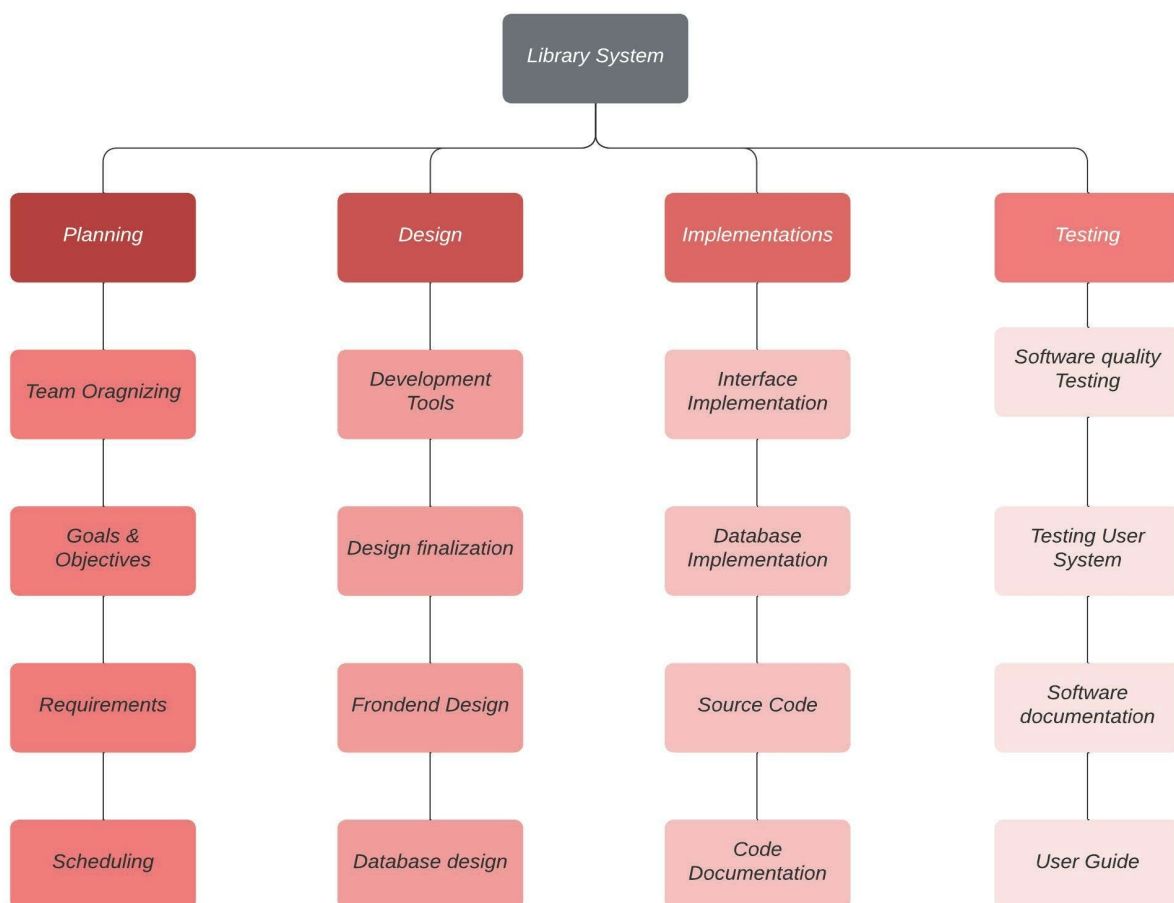 Library System
Planning
Design
Implementations
Testing
Team Oragnizing
Development
Tools
Interface
Implementation
Software quality
Testing
Goals &
Objectives
Design finalization
Database
Implementation
Testing User
System
Requirements
Frondend Design
Source Code
Software
documentation
Scheduling
Database design
Code
Documentation
User Guide